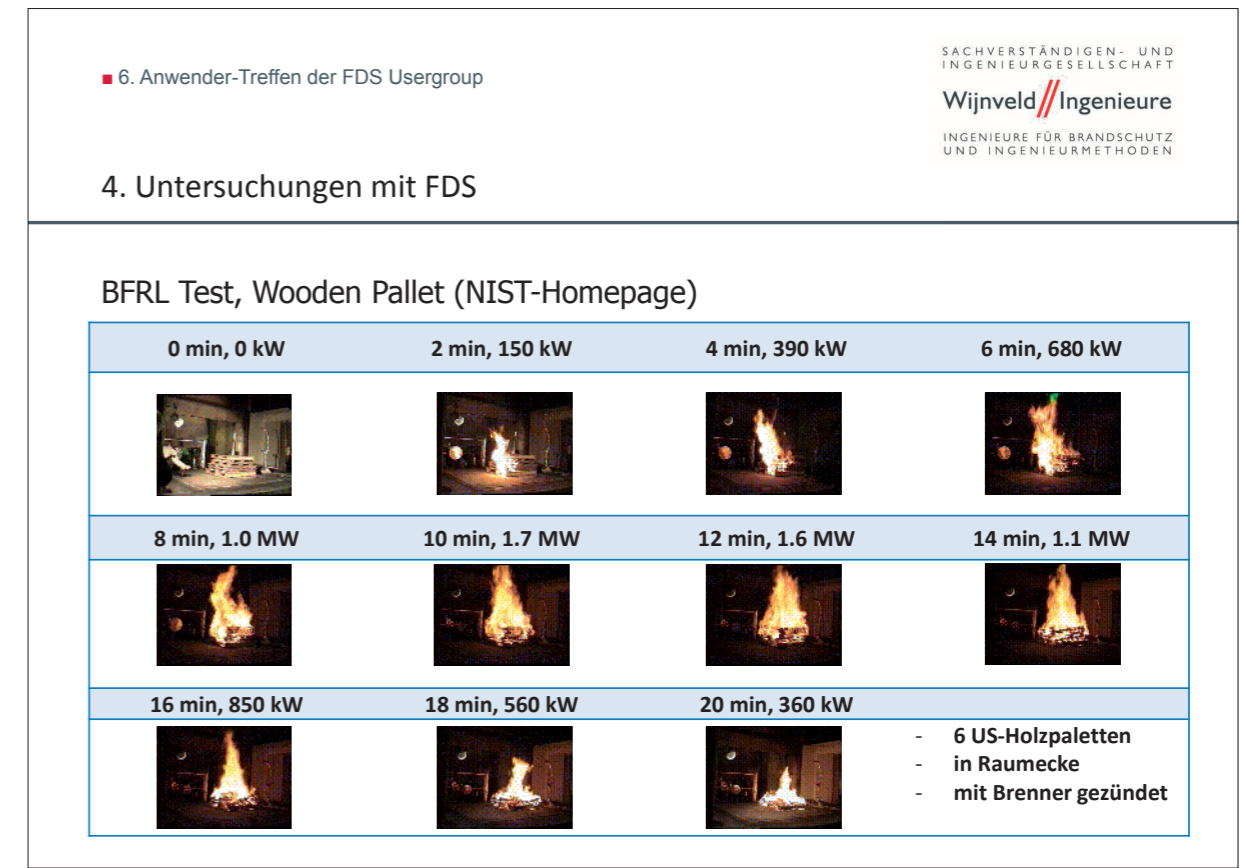 ■ 6. Anwender-Treffen der FDS Usergroup
SACHVERSTÄNDIGEN- UND
INGENIEURGESELLSCHAFT
Wijnveld//Ingenieure
INGENIEURE FÜR BRANDSCHUTZ
UND INGENIEURMETHODEN
4. Untersuchungen mit FDS
BFRL Test, Wooden Pallet (NIST-Homepage)
0 min, 0 kW 2 min, 150 kW 4 min, 390 kW 6 min, 680 kW
8 min, 1.0 MW 10 min, 1.7 MW 12 min, 1.6 MW 14 min, 1.1 MW
16 min, 850 kW 18 min, 560 kW 20 min, 360 kW
- 6 US-Holzpaletten
- in Raumecke
- mit Brenner gezündet